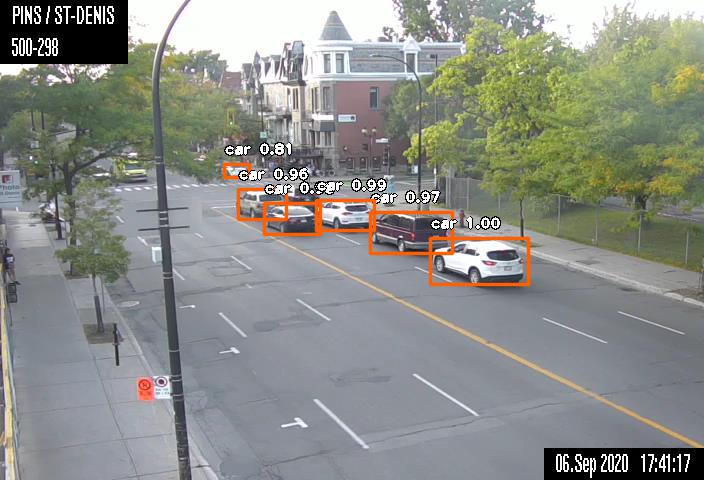 PINS / ST-DENIS
500-298
car 0.81
car 0.96
car 0.99
car 0.97
car 1.00
Photo
06.Sep 2020 17:41:17